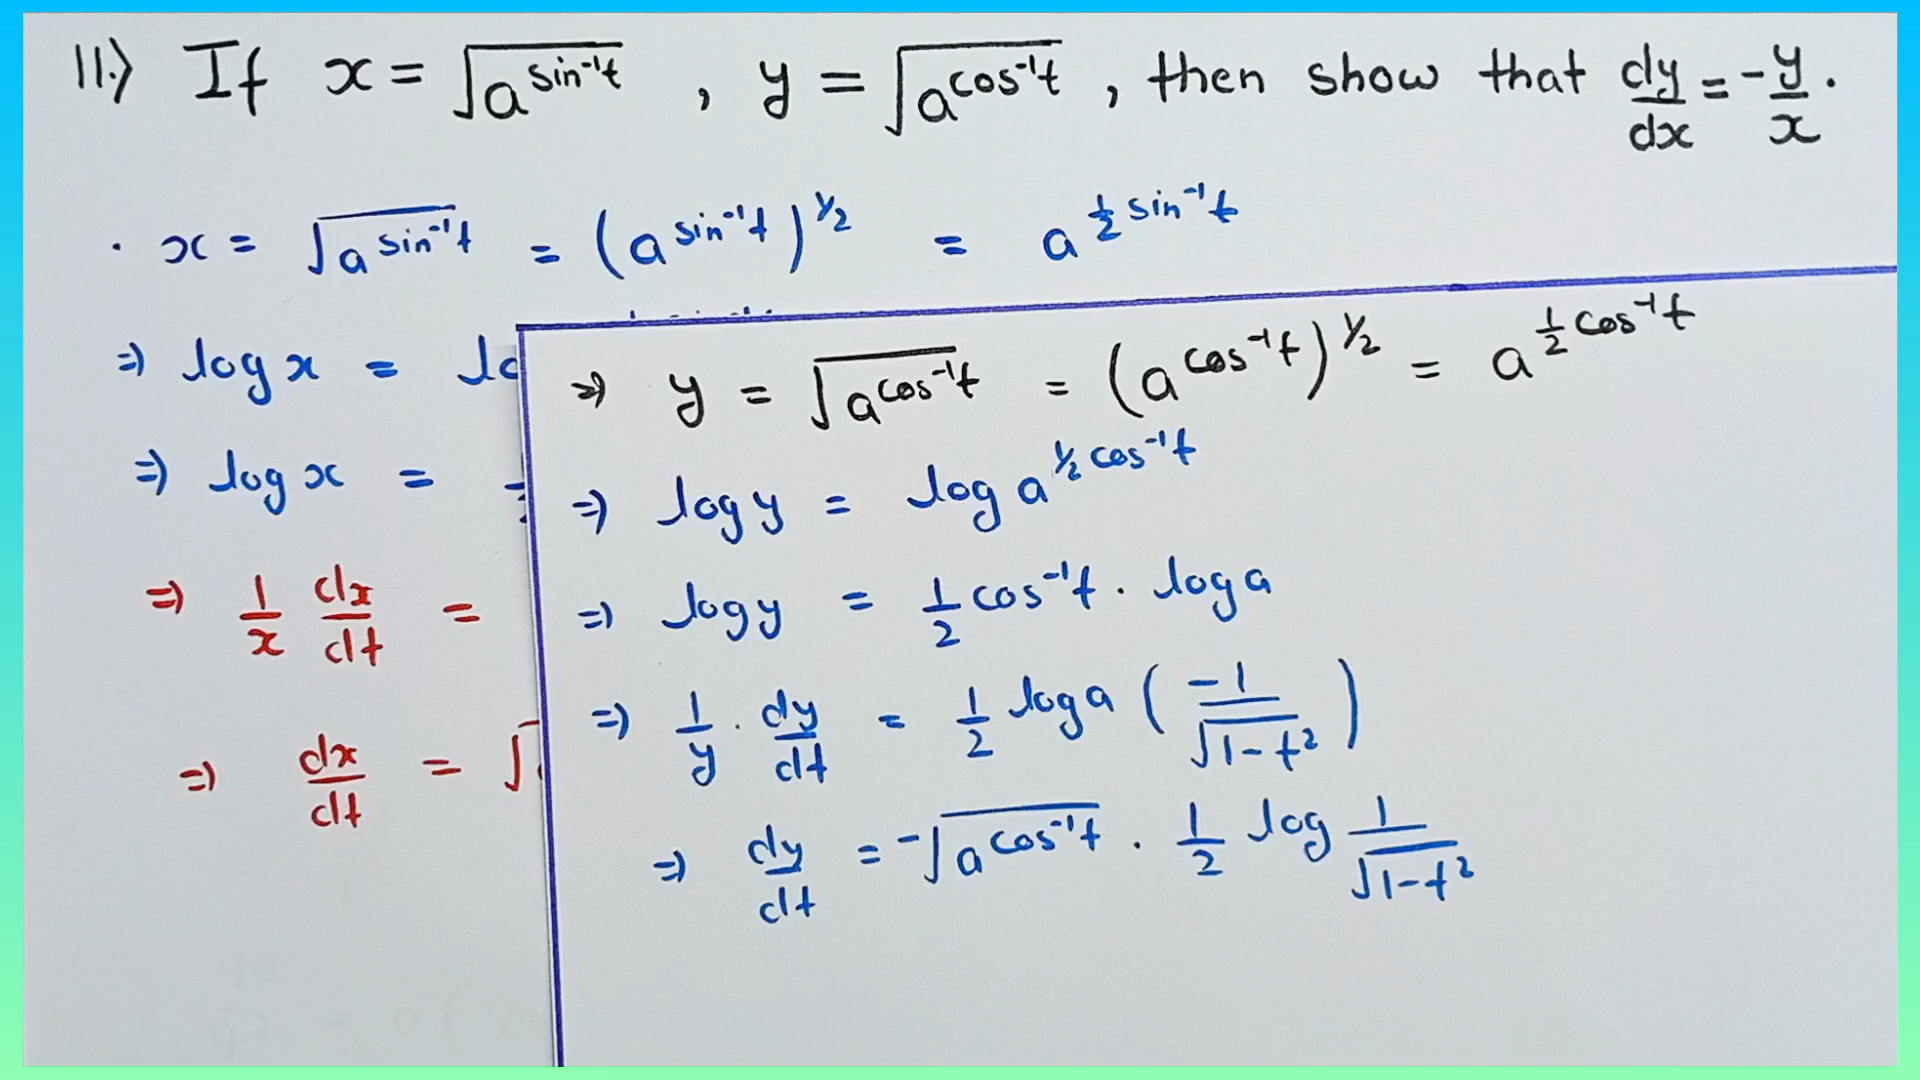 11.) If x = √a^sin⁻¹t , y = √a^cos⁻¹t , then show that dy/dx = -y/x .
· x = √a^sin⁻¹t = (a^sin⁻¹t)^1/2 = a^½ sin⁻¹t
⇒ log x = lo
⇒ log x =
⇒ 1/x dx/dt =
⇒ dx/dt = √
⇒ y = √a^cos⁻¹t = (a^cos⁻¹t)^1/2 = a^½ cos⁻¹t
⇒ log y = log a^½ cos⁻¹t
⇒ log y = 1/2 cos⁻¹t . log a
⇒ 1/y . dy/dt = 1/2 log a (-1/√1-t²)
⇒ dy/dt = -√a^cos⁻¹t . 1/2 log 1/√1-t²